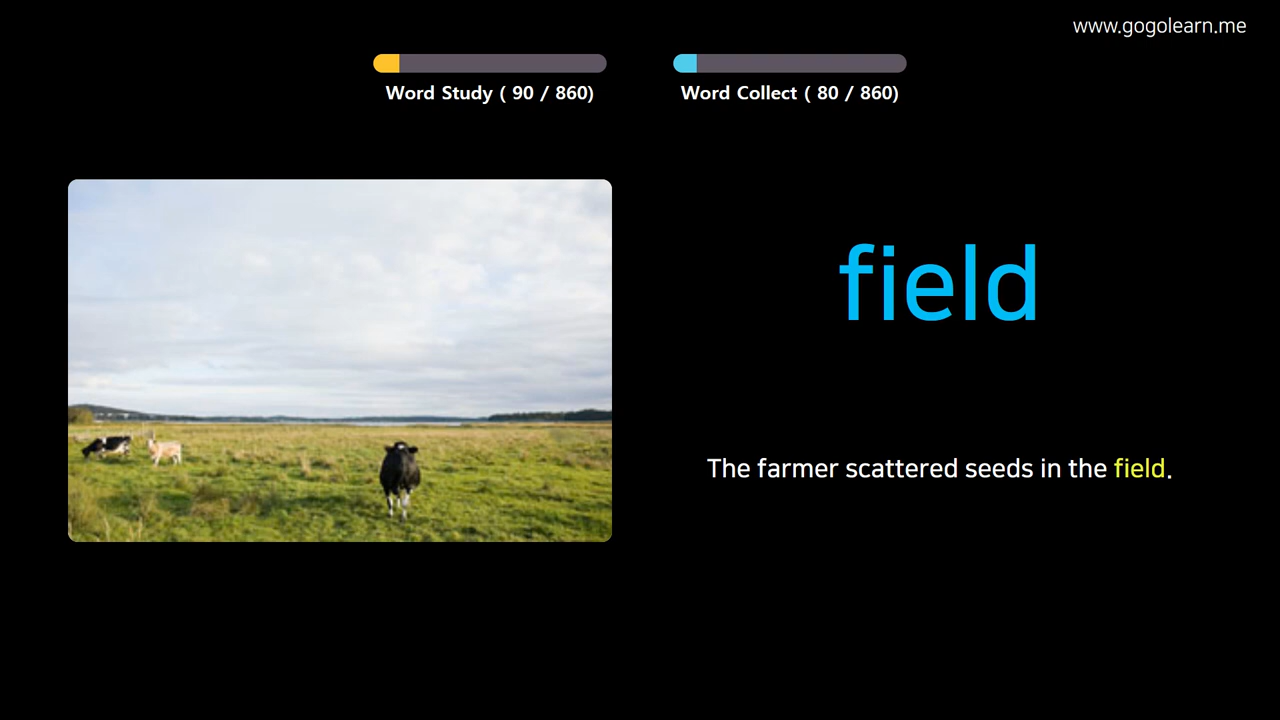 www.gogolearn.me
Word Study ( 90 / 860)
Word Collect ( 80 / 860)
field
The farmer scattered seeds in the field.